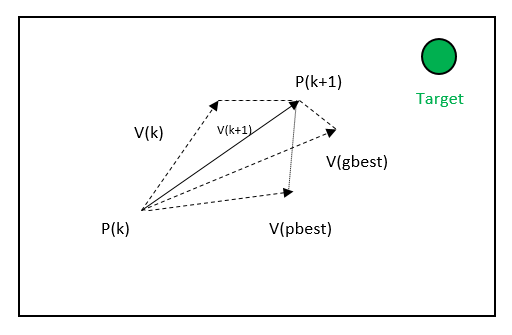 P(k+1)
Target
V(k)
V(k+1)
V(gbest)
P(k)
V(pbest)